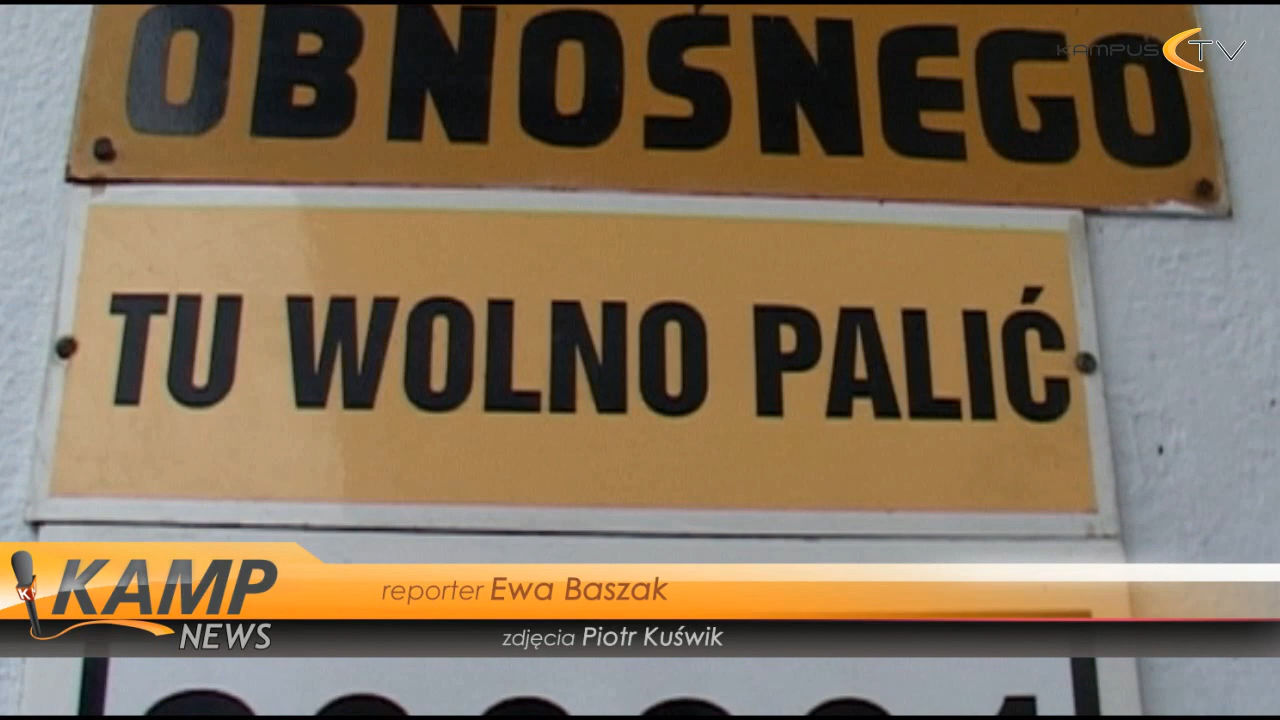 OBNOŚNEGO
KAMPUS TV
TU WOLNO PALIĆ
KAMP
NEWS
reporter Ewa Baszak
zdjęcia Piotr Kuświk